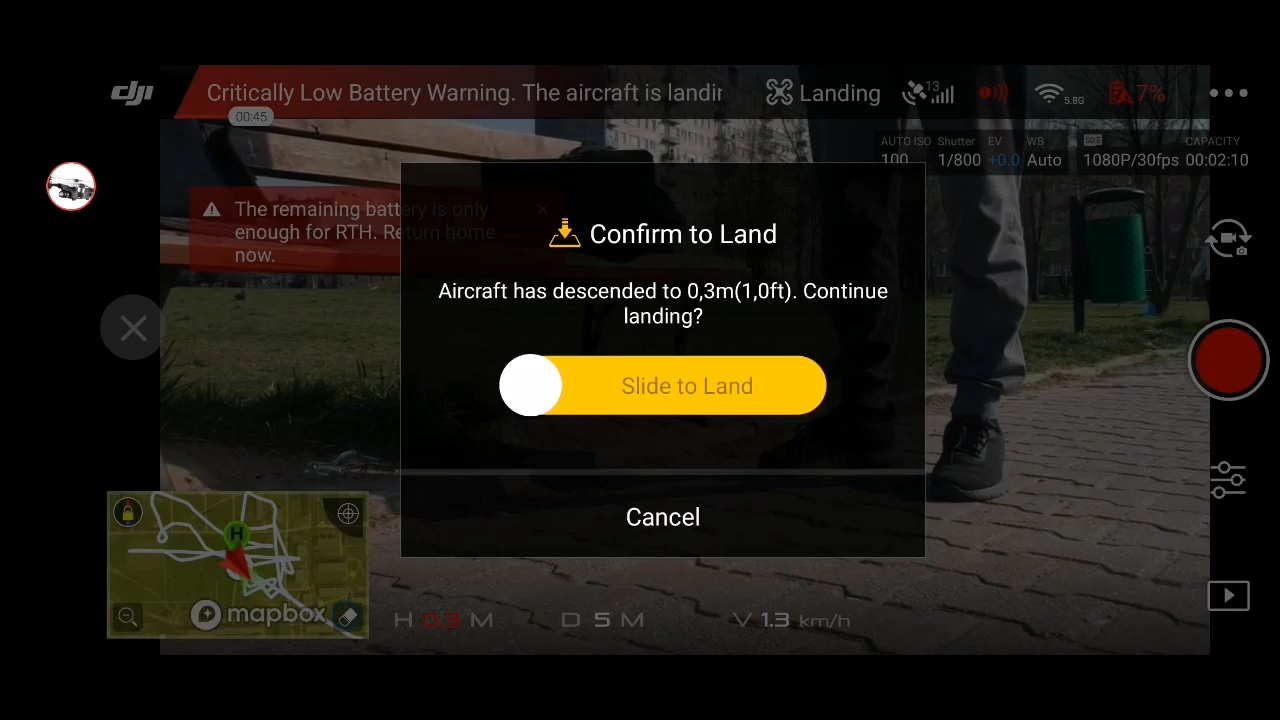 dji
Critically Low Battery Warning. The aircraft is landin
Landing
13
5.8G
7%
00:45
AUTO ISO Shutter EV WB CAPACITY
100 1/800 +0.0 Auto 1080P/30fps 00:02:10
The remaining battery is only
enough for RTH. Return home
now.
Confirm to Land
Aircraft has descended to 0,3m(1,0ft). Continue
landing?
Slide to Land
Cancel
H
mapbox
H 0.3 M D 5 M V 1.3 km/h